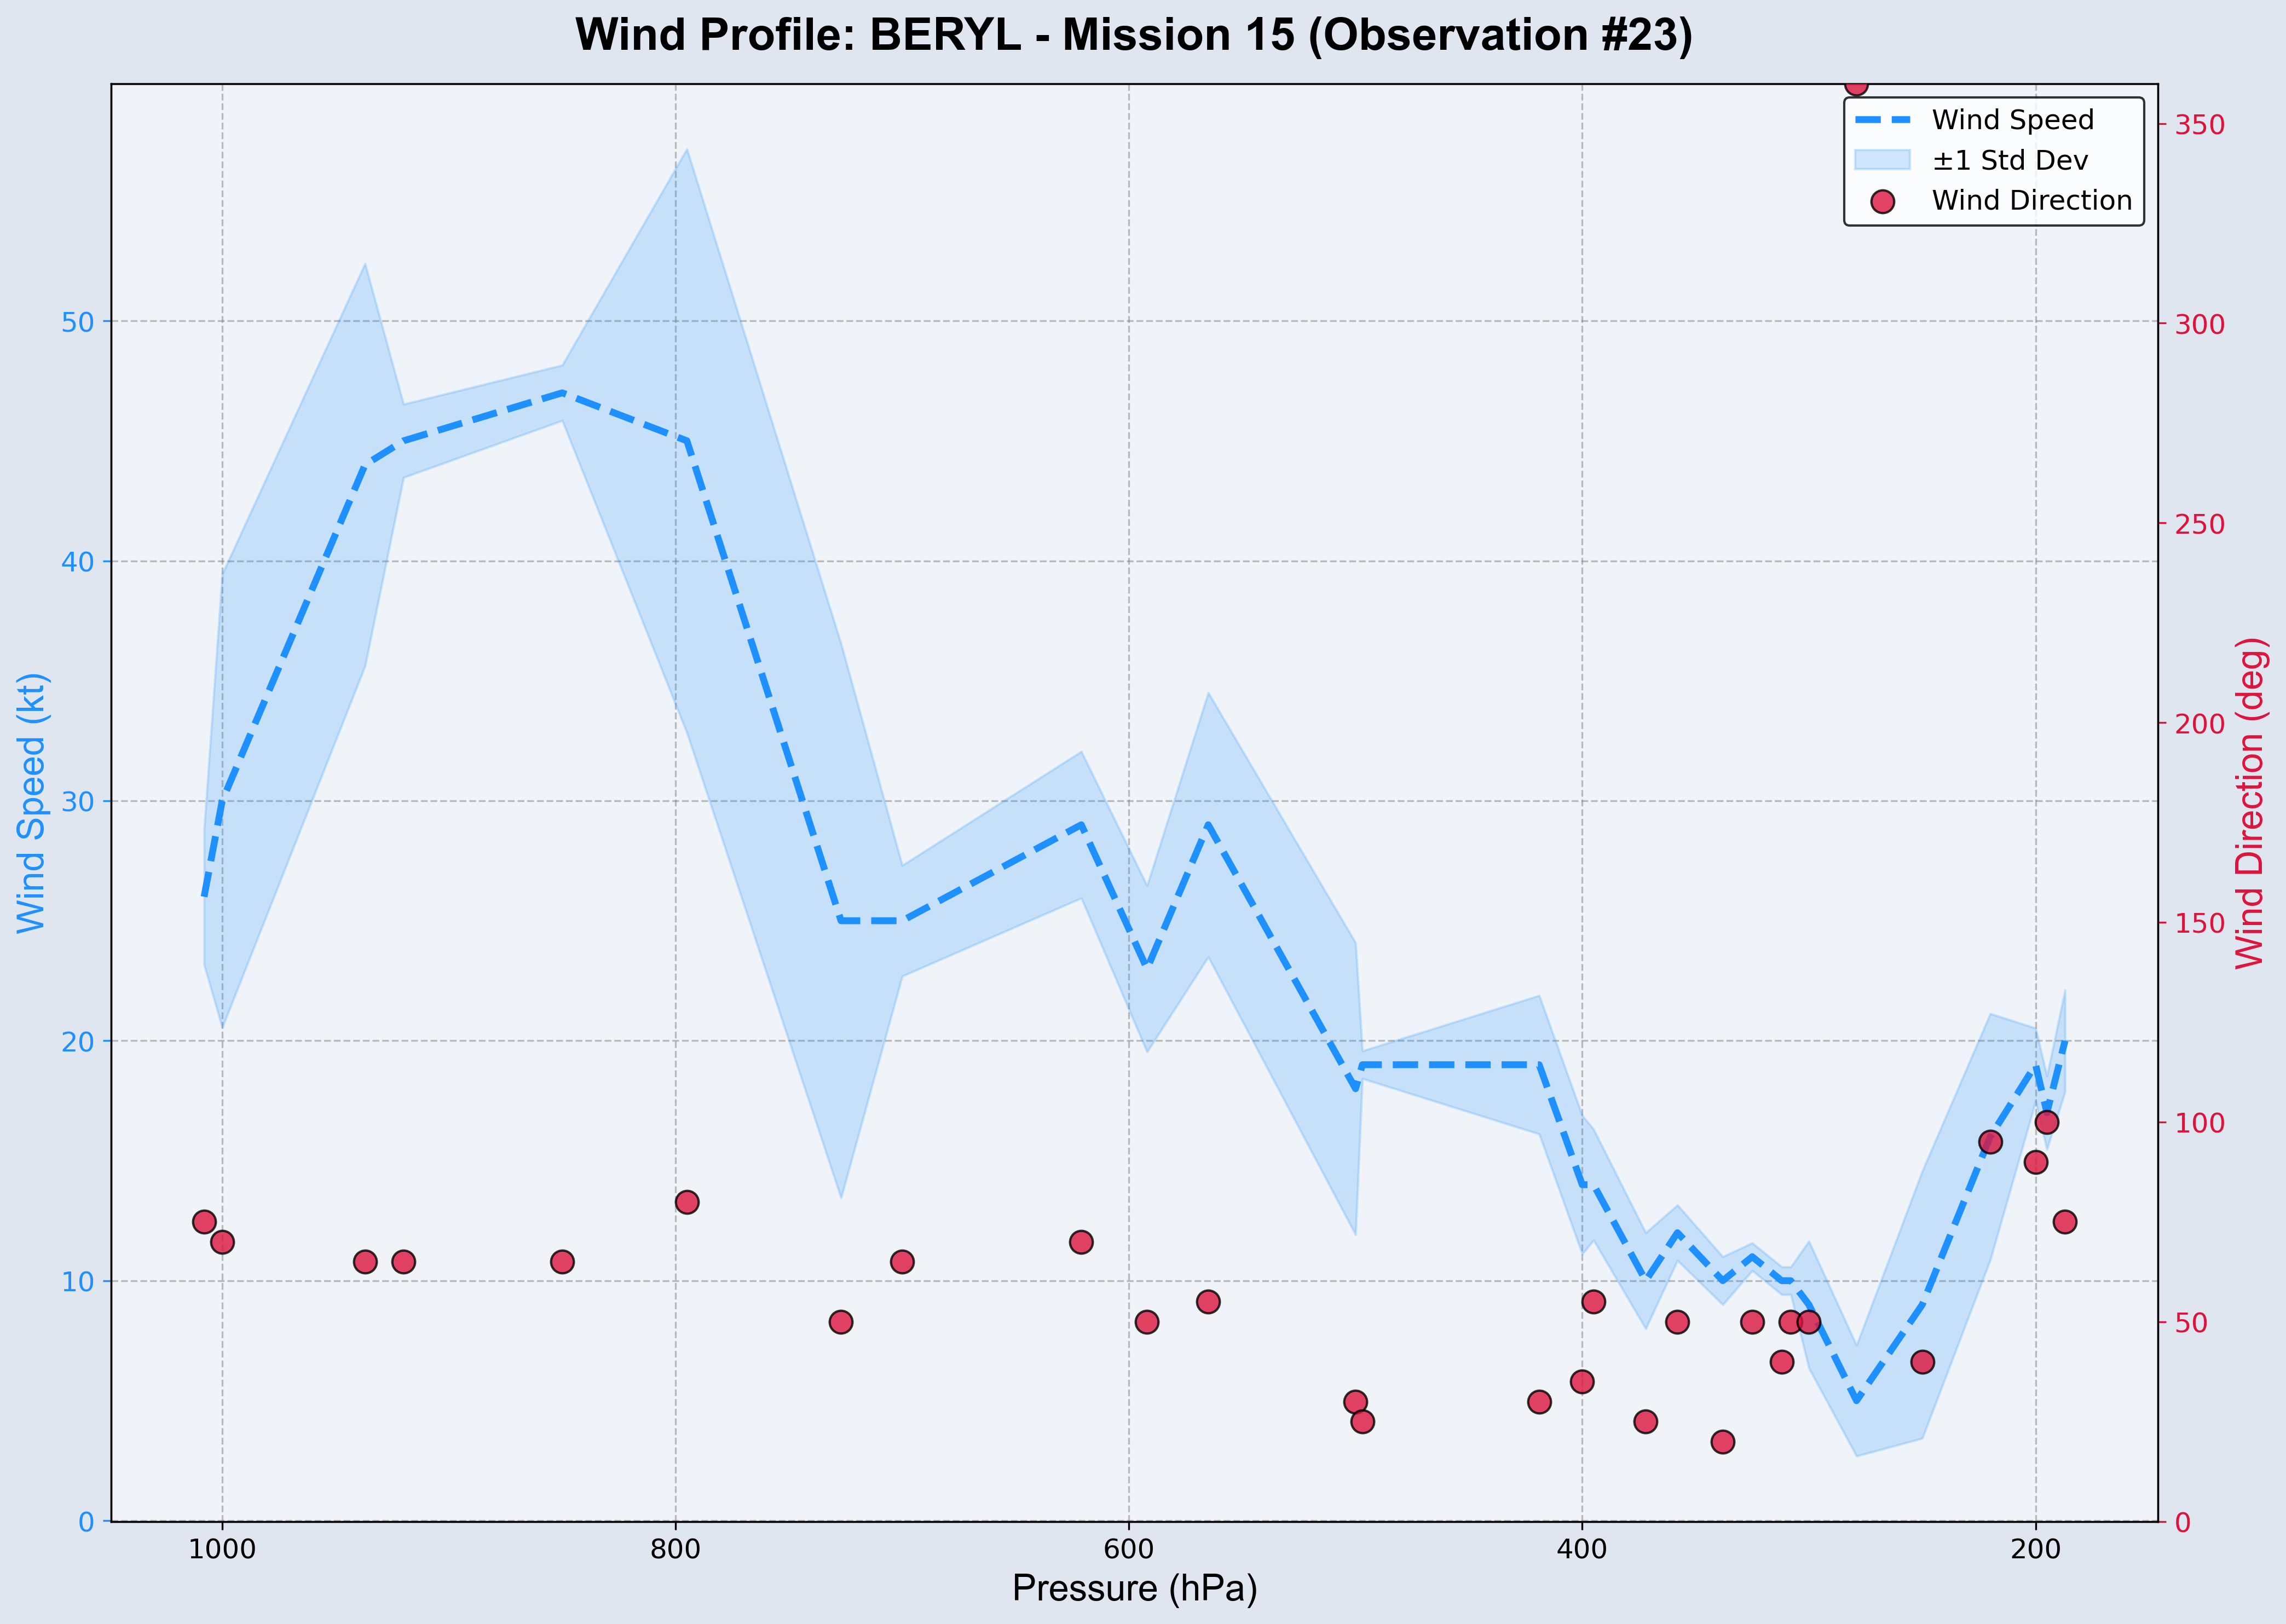 Wind Profile: BERYL - Mission 15 (Observation #23)
Wind Speed
±1 Std Dev
Wind Direction
Wind Speed (kt)
50
40
30
20
10
0
350
300
250
200
150
100
50
0
Wind Direction (deg)
1000
800
600
400
200
Pressure (hPa)